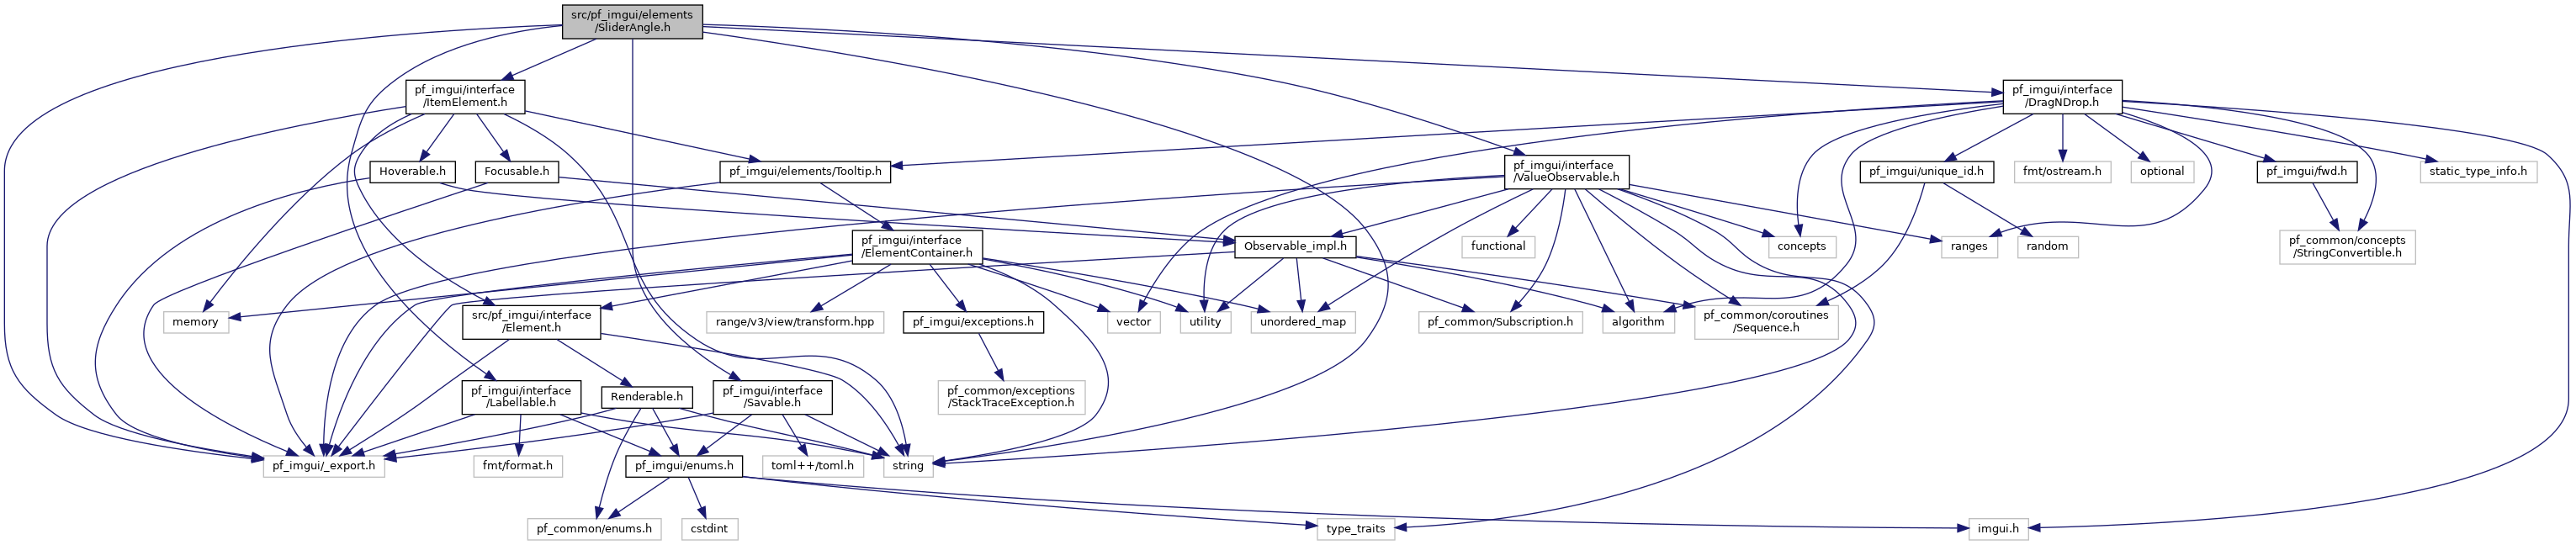 src/pf_imgui/elements
/SliderAngle.h
pf_imgui/interface
/ItemElement.h
pf_imgui/interface
/DragNDrop.h
Hoverable.h
Focusable.h
pf_imgui/elements/Tooltip.h
pf_imgui/interface
/ValueObservable.h
pf_imgui/unique_id.h
fmt/ostream.h
optional
pf_imgui/fwd.h
static_type_info.h
pf_imgui/interface
/ElementContainer.h
Observable_impl.h
functional
concepts
ranges
random
pf_common/concepts
/StringConvertible.h
memory
src/pf_imgui/interface
/Element.h
range/v3/view/transform.hpp
pf_imgui/exceptions.h
vector
utility
unordered_map
pf_common/Subscription.h
algorithm
pf_common/coroutines
/Sequence.h
pf_imgui/interface
/Labellable.h
Renderable.h
pf_imgui/interface
/Savable.h
pf_common/exceptions
/StackTraceException.h
pf_imgui/_export.h
fmt/format.h
pf_imgui/enums.h
toml++/toml.h
string
pf_common/enums.h
cstdint
type_traits
imgui.h